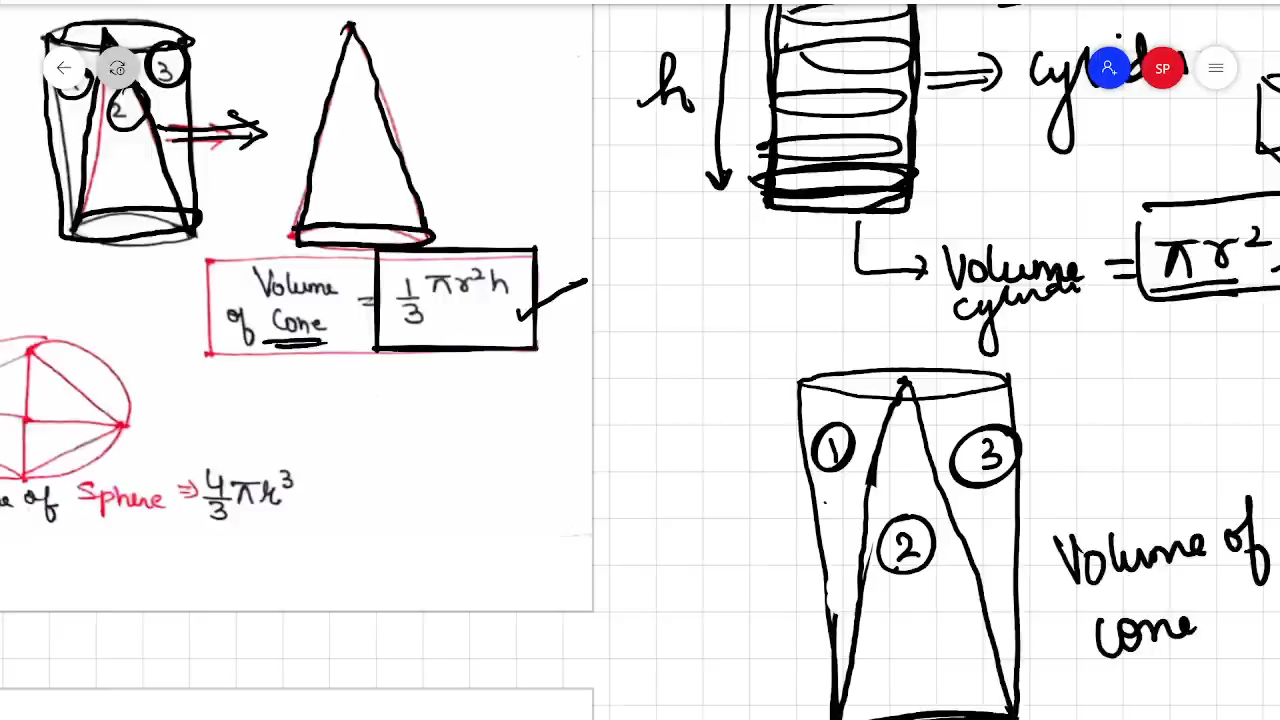 3
2
Volume
of Cone = 1/3 πr²h
of Sphere ⇒ 4/3 πr³
SP
h
⇒
Volume = πr²
cylinder
1
3
2
Volume of
cone